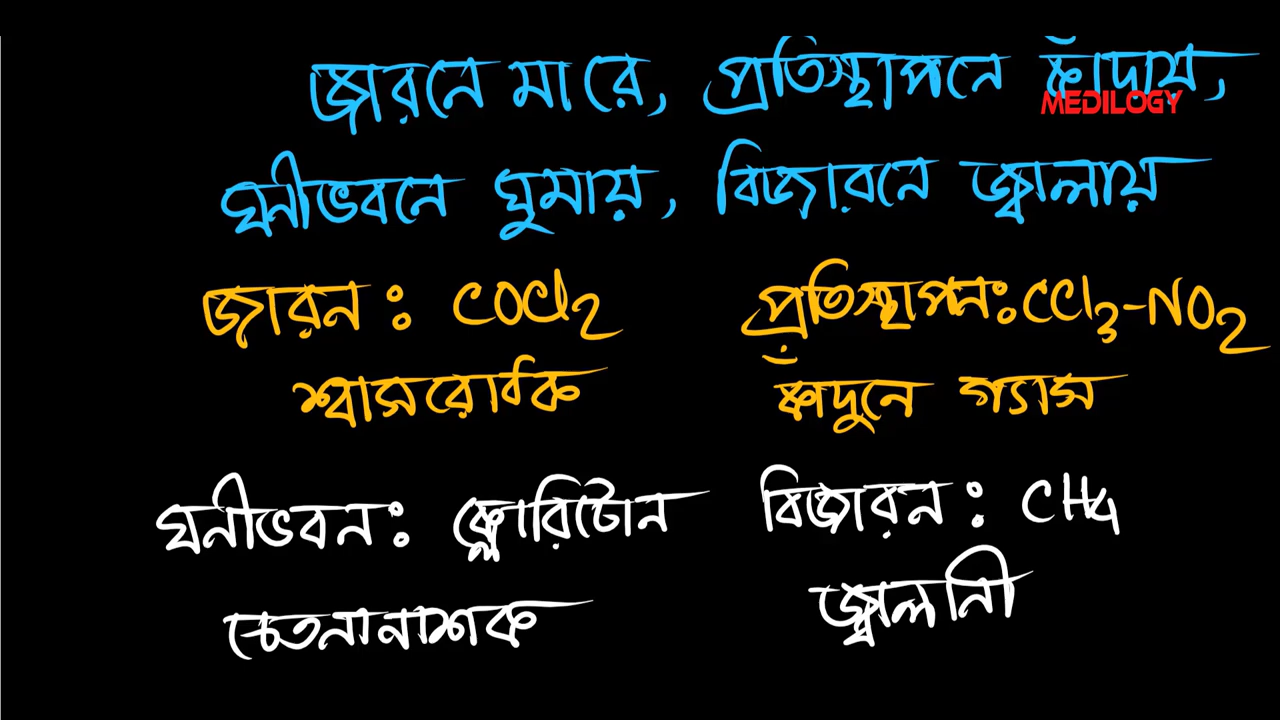 জারনে মারে, প্রতিস্থাপনে কাঁদায়,
MEDILOGY
ঘনীভবনে ঘুমায়, বিজারনে জ্বালায়
জারন : COCl2 প্রতিস্থাপন: CCl3-NO2
শ্বাসরোধক কাঁদুনে গ্যাস
ঘনীভবন: ক্লোরিটোন বিজারন : CH4
চেতনানাশক জ্বালানী